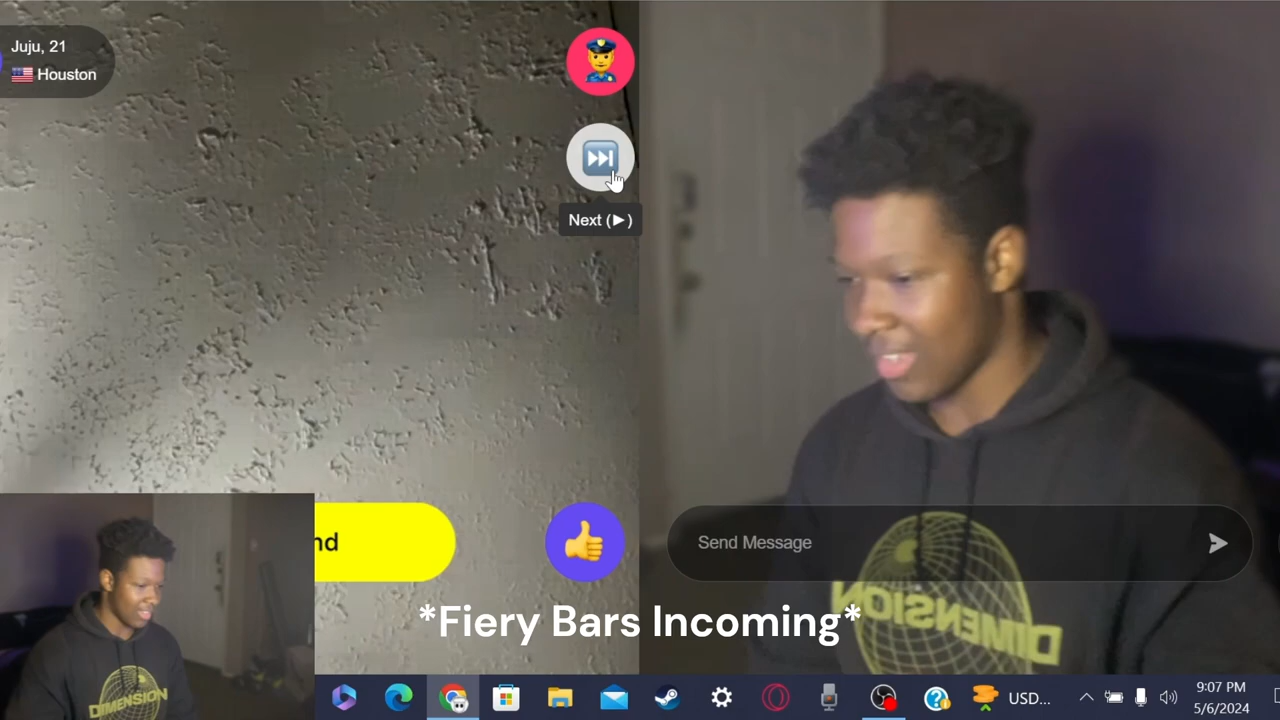 Juju, 21
Houston
Next (▶)
nd
Send Message
DIMENSION
*Fiery Bars Incoming*
DIMENSION
USD...
9:07 PM
5/6/2024